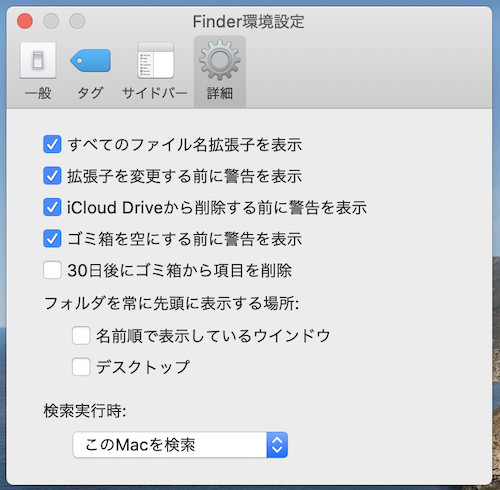 Finder環境設定
一般
タグ
サイドバー
詳細
すべてのファイル名拡張子を表示
拡張子を変更する前に警告を表示
iCloud Driveから削除する前に警告を表示
ゴミ箱を空にする前に警告を表示
30日後にゴミ箱から項目を削除
フォルダを常に先頭に表示する場所:
名前順で表示しているウインドウ
デスクトップ
検索実行時:
このMacを検索